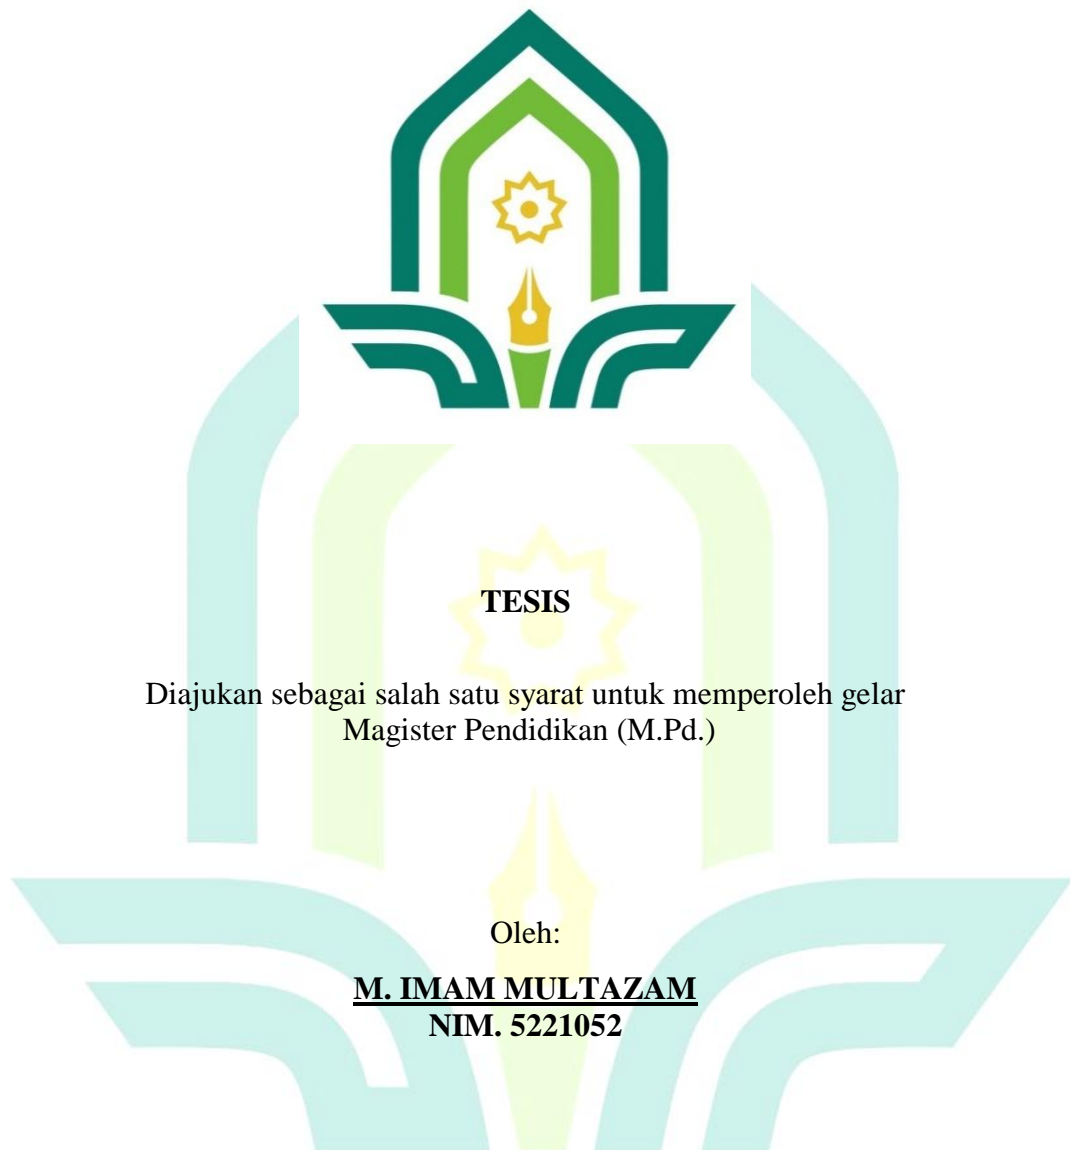 TESIS
Diajukan sebagai salah satu syarat untuk memperoleh gelar
Magister Pendidikan (M.Pd.)
Oleh:
M. IMAM MULTAZAM
NIM. 5221052